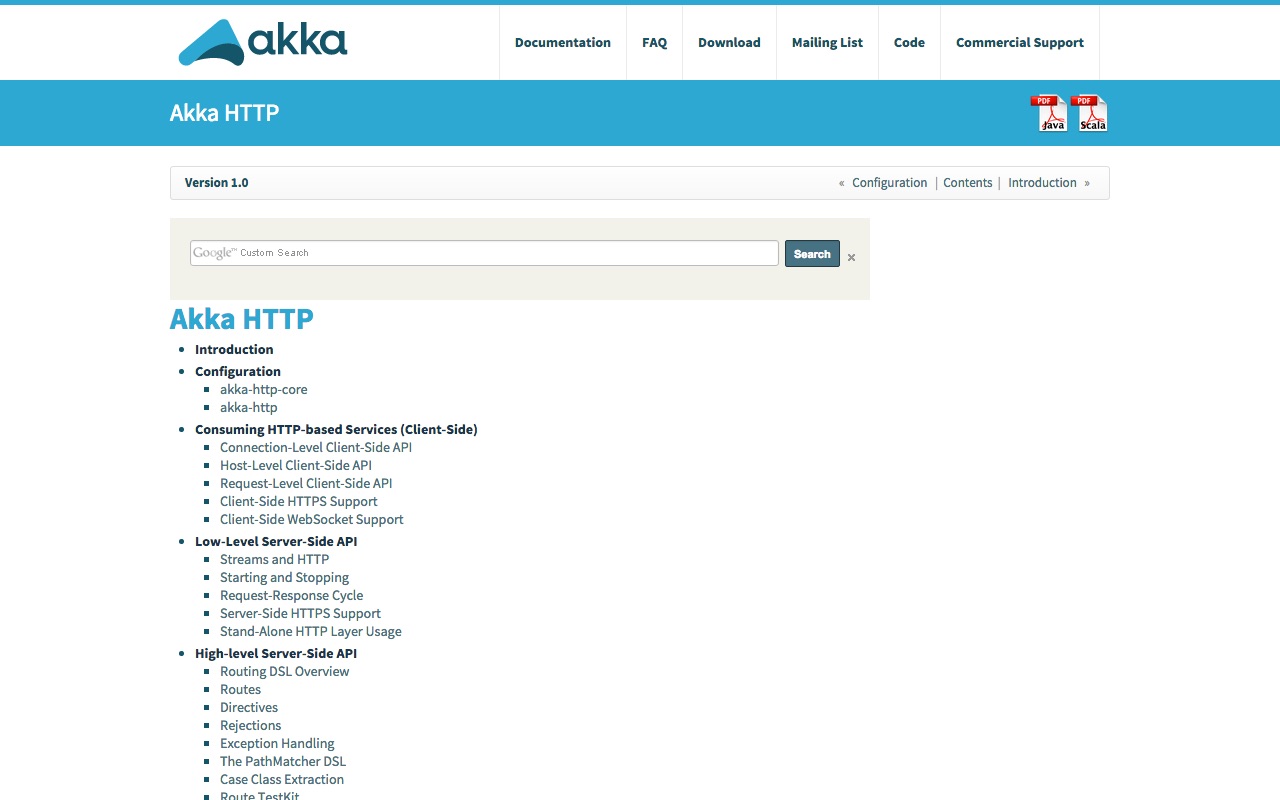 akka
Documentation FAQ Download Mailing List Code Commercial Support
Akka HTTP
PDF Java PDF Scala
Version 1.0
« Configuration | Contents | Introduction »
Google™ Custom Search Search ×
Akka HTTP
Introduction
Configuration
akka-http-core
akka-http
Consuming HTTP-based Services (Client-Side)
Connection-Level Client-Side API
Host-Level Client-Side API
Request-Level Client-Side API
Client-Side HTTPS Support
Client-Side WebSocket Support
Low-Level Server-Side API
Streams and HTTP
Starting and Stopping
Request-Response Cycle
Server-Side HTTPS Support
Stand-Alone HTTP Layer Usage
High-level Server-Side API
Routing DSL Overview
Routes
Directives
Rejections
Exception Handling
The PathMatcher DSL
Case Class Extraction
Route TestKit